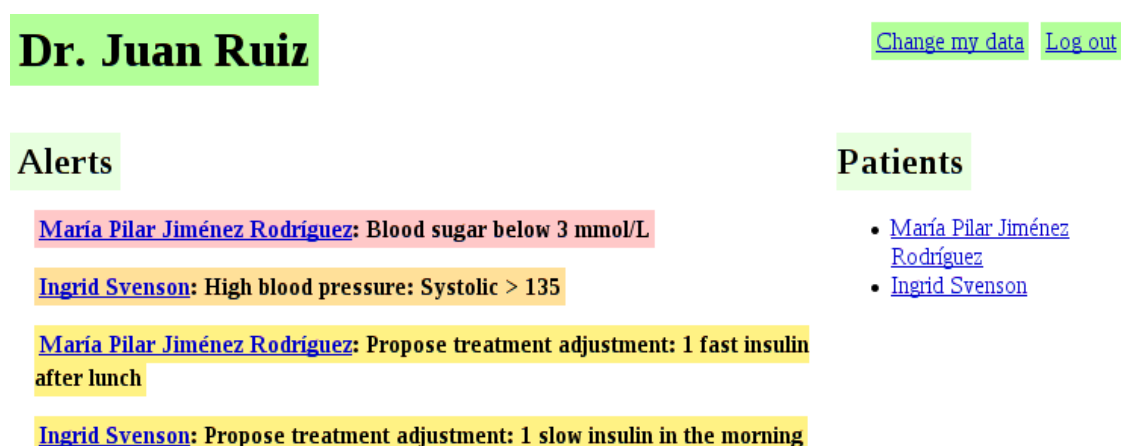 Dr. Juan Ruiz
Change my data Log out
Alerts
María Pilar Jiménez Rodríguez: Blood sugar below 3 mmol/L
Ingrid Svenson: High blood pressure: Systolic > 135
María Pilar Jiménez Rodríguez: Propose treatment adjustment: 1 fast insulin
after lunch
Ingrid Svenson: Propose treatment adjustment: 1 slow insulin in the morning
Patients
María Pilar Jiménez
Rodríguez
Ingrid Svenson